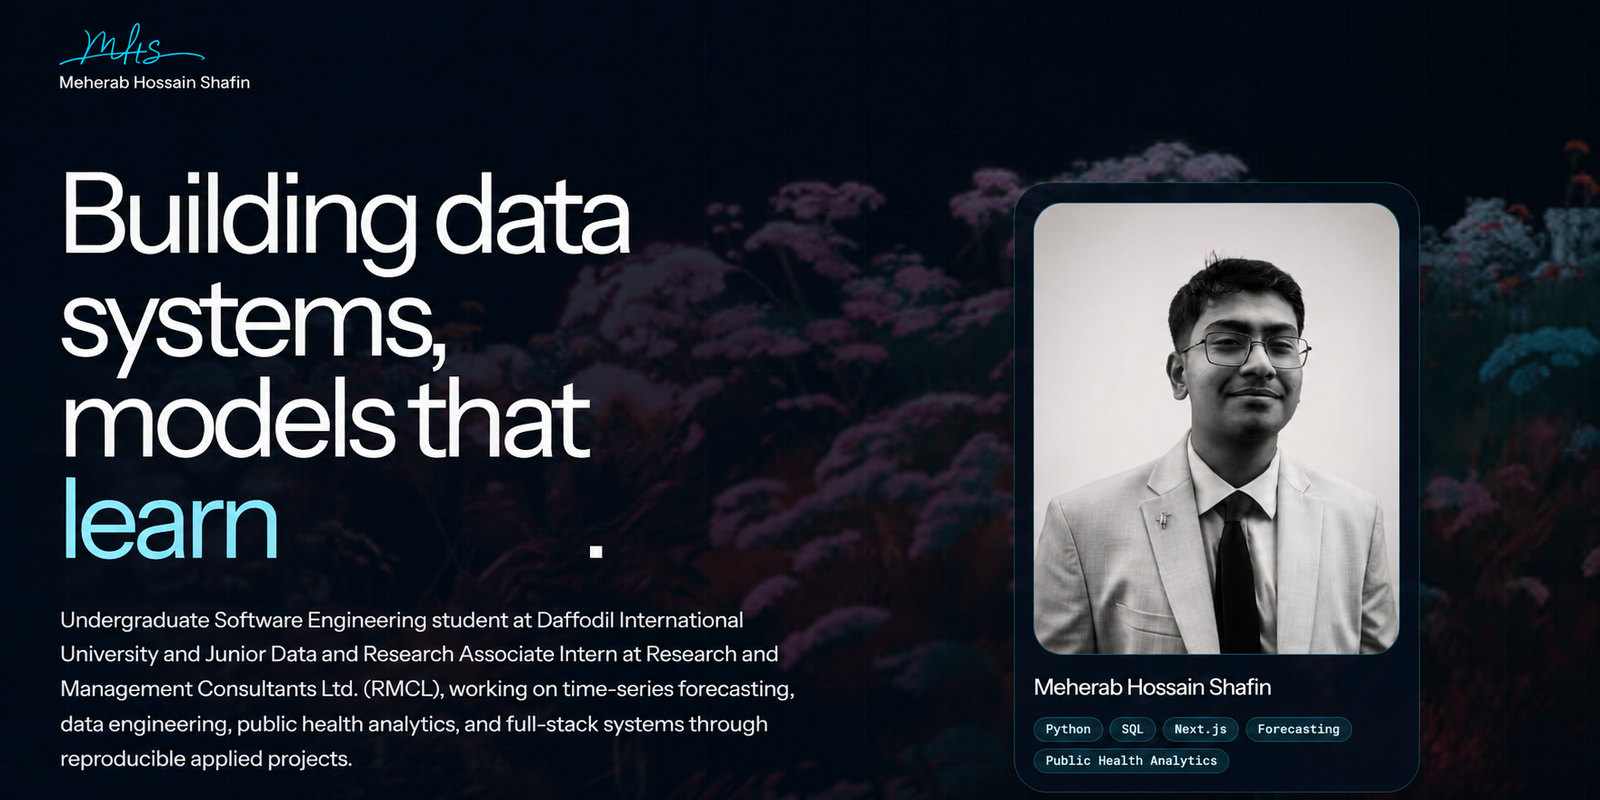 MHS
Meherab Hossain Shafin
Building data
systems,
models that
learn .
Undergraduate Software Engineering student at Daffodil International
University and Junior Data and Research Associate Intern at Research and
Management Consultants Ltd. (RMCL), working on time-series forecasting,
data engineering, public health analytics, and full-stack systems through
reproducible applied projects.
Meherab Hossain Shafin
Python SQL Next.js Forecasting
Public Health Analytics